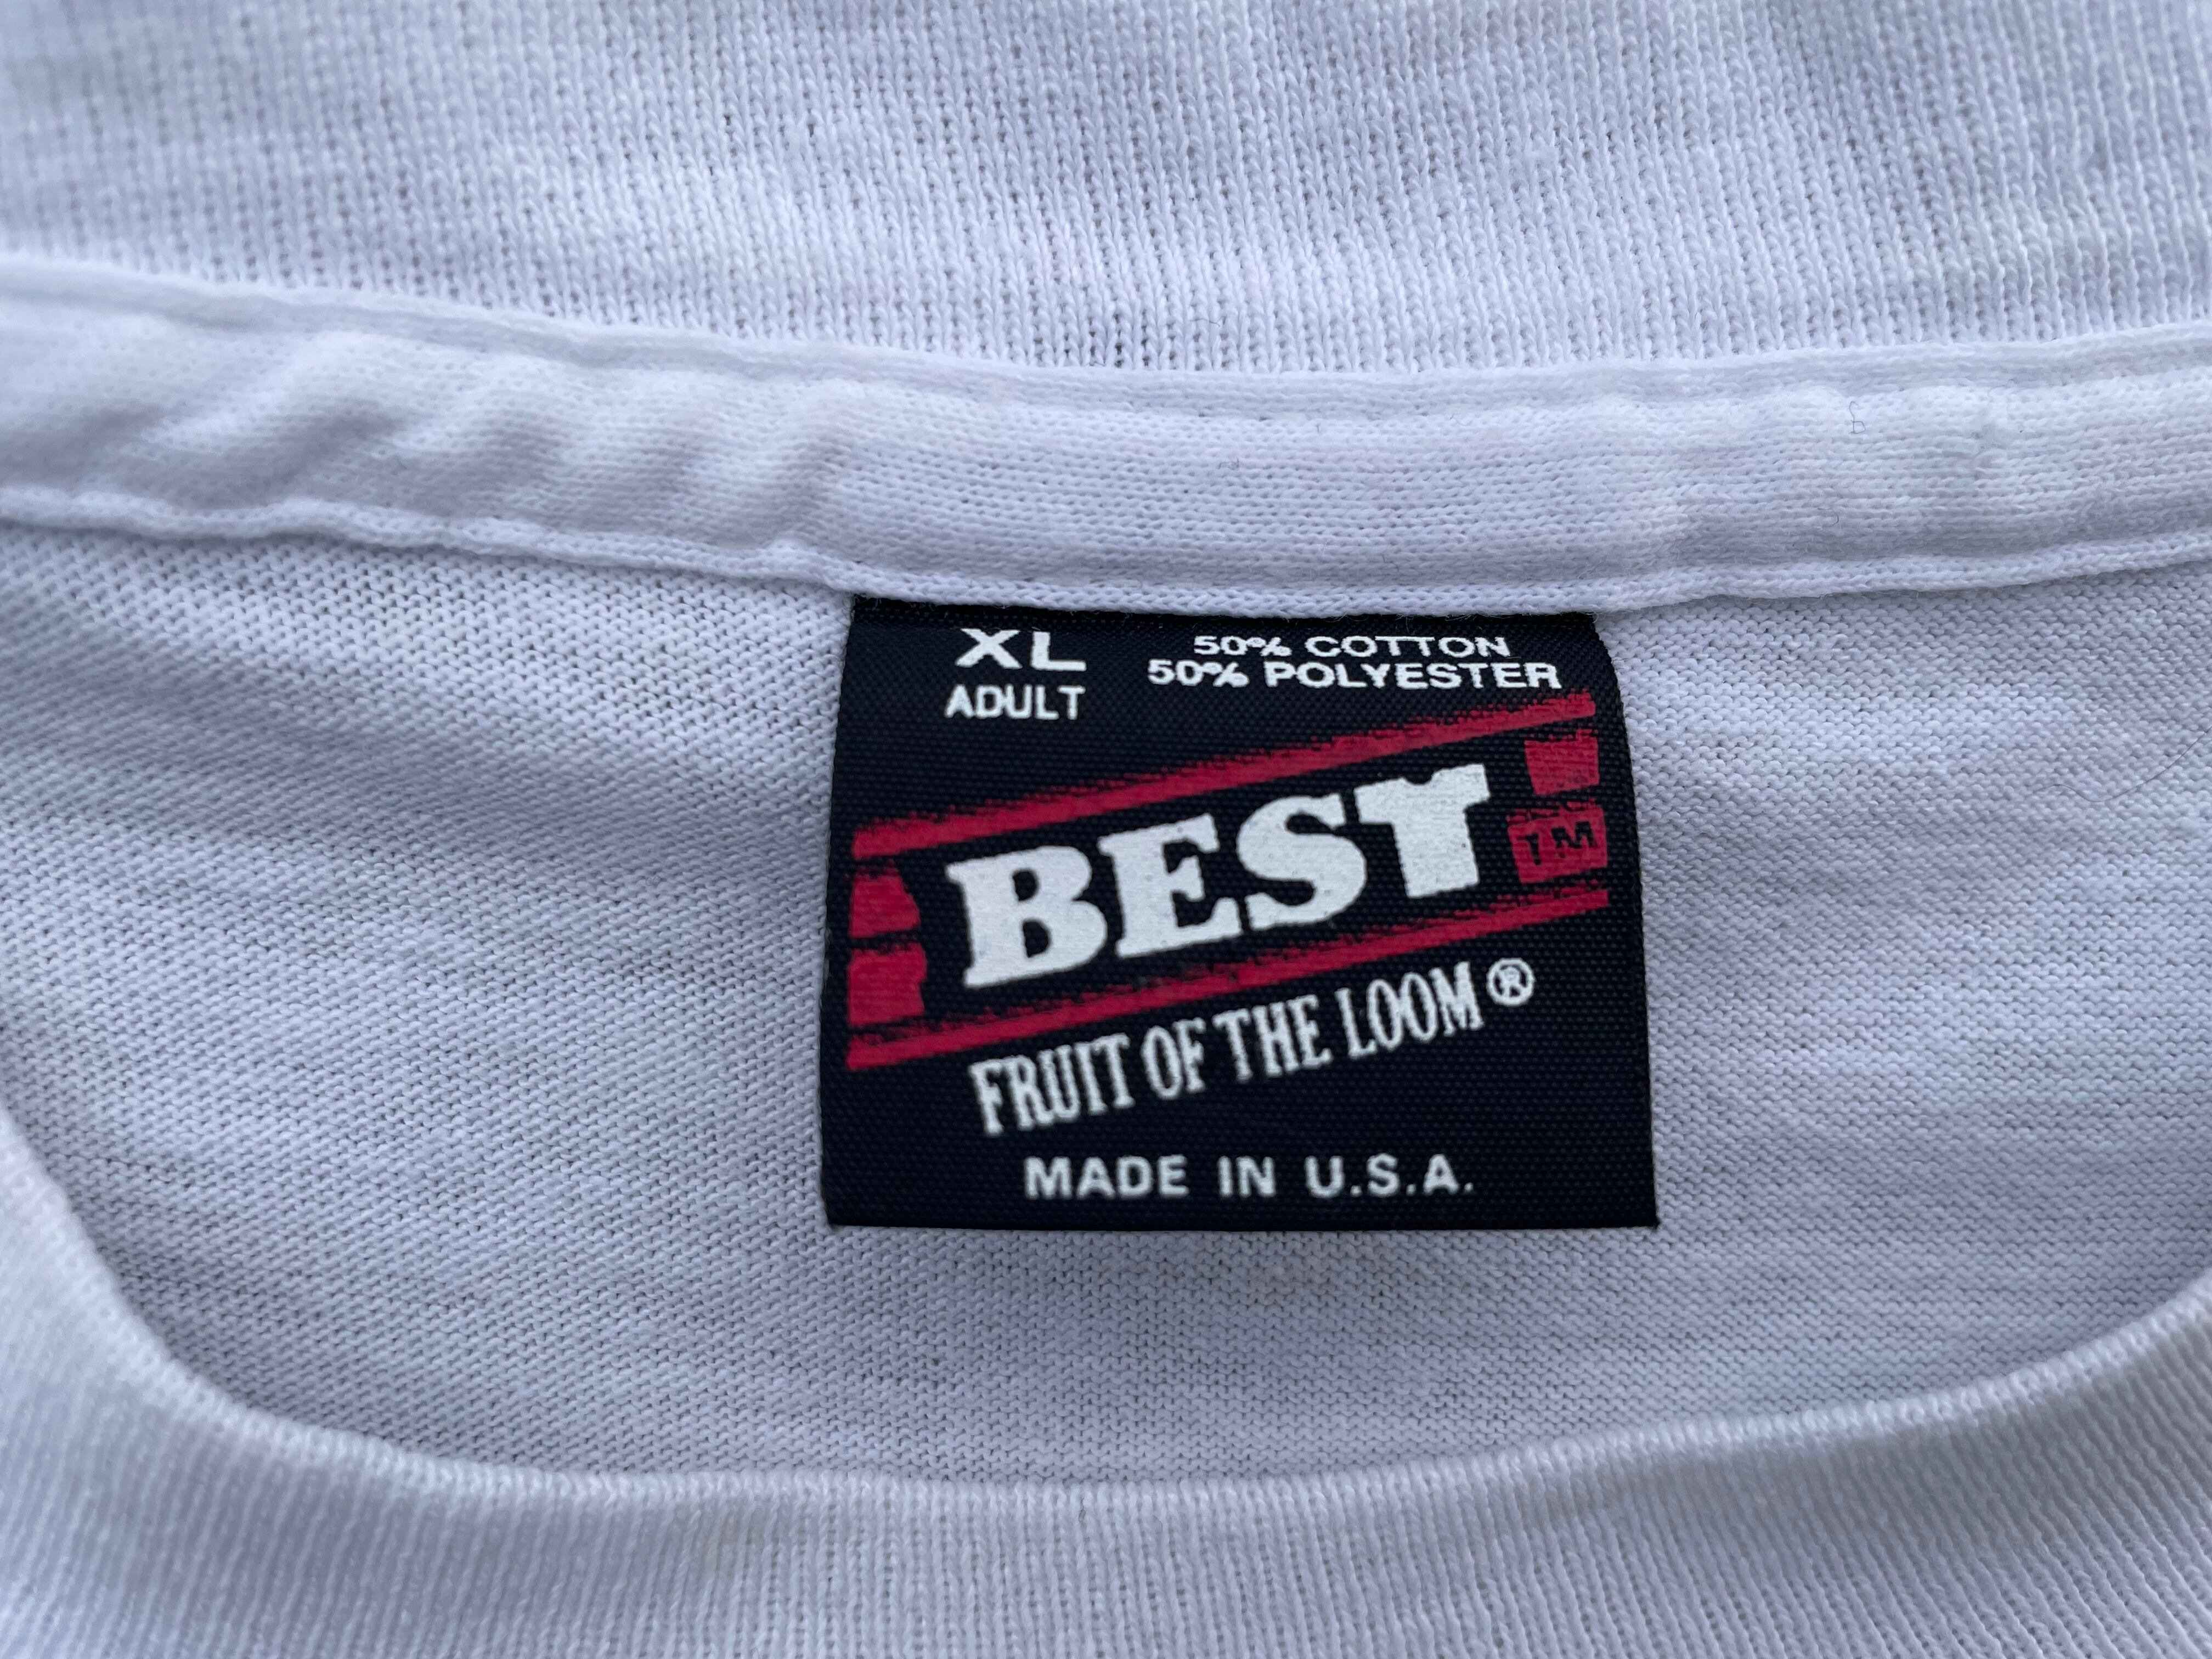 XL
ADULT
50% COTTON
50% POLYESTER
BEST
TM
FRUIT OF THE LOOM®
MADE IN U.S.A.